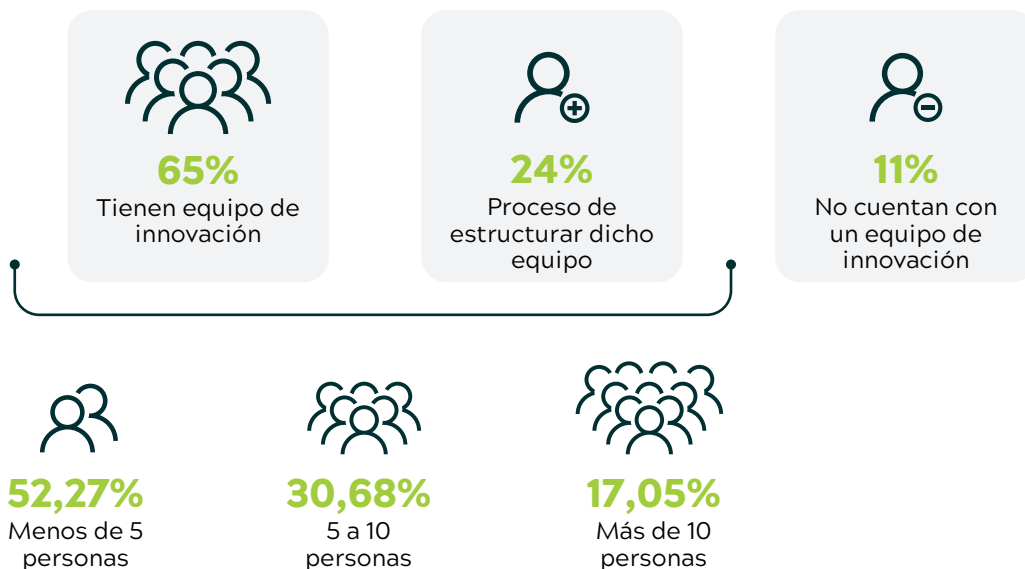 65%
Tienen equipo de
innovación
24%
Proceso de
estructurar dicho
equipo
11%
No cuentan con
un equipo de
innovación
52,27%
Menos de 5
personas
30,68%
5 a 10
personas
17,05%
Más de 10
personas